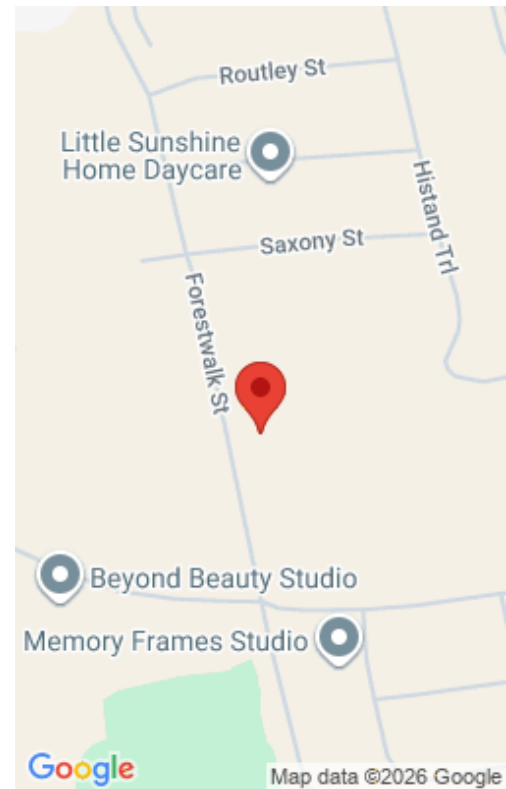 Routley St
Little Sunshine
Home Daycare
Saxony St
Histand Trl
Forestwalk St
Beyond Beauty Studio
Memory Frames Studio
Google
Map data ©2026 Google